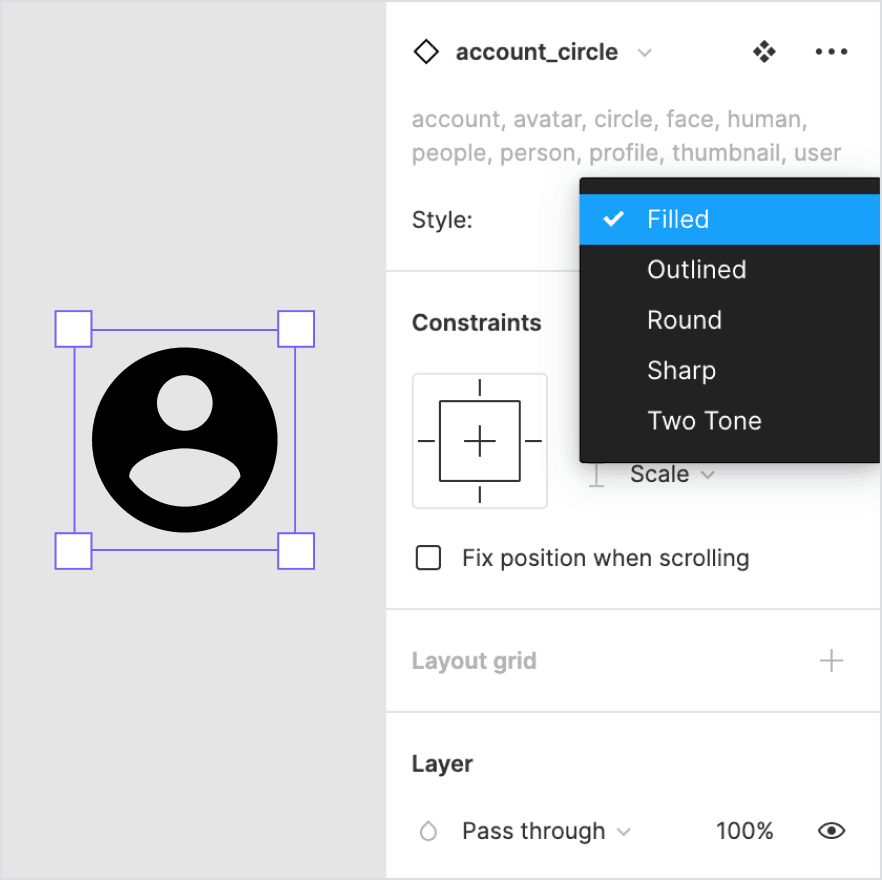 account_circle
account, avatar, circle, face, human,
people, person, profile, thumbnail, user
Style:
Filled
Outlined
Round
Sharp
Two Tone
Constraints
Scale
Fix position when scrolling
Layout grid
Layer
Pass through 100%